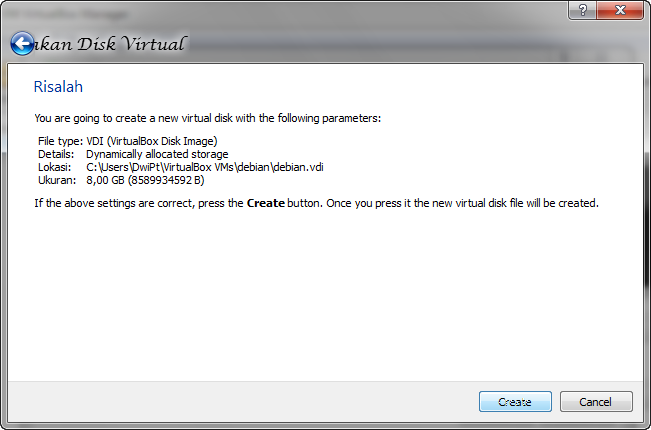 VirtualBox Manager
kan Disk Virtual
Risalah
You are going to create a new virtual disk with the following parameters:
File type: VDI (VirtualBox Disk Image)
Details: Dynamically allocated storage
Lokasi: C:\Users\DwiPt\VirtualBox VMs\debian\debian.vdi
Ukuran: 8,00 GB (8589934592 B)
If the above settings are correct, press the Create button. Once you press it the new virtual disk file will be created.
Create Cancel